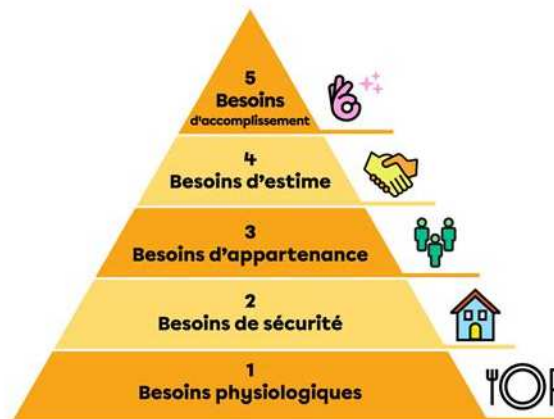 5
Besoins
d'accomplissement
4
Besoins d'estime
3
Besoins d'appartenance
2
Besoins de sécurité
1
Besoins physiologiques